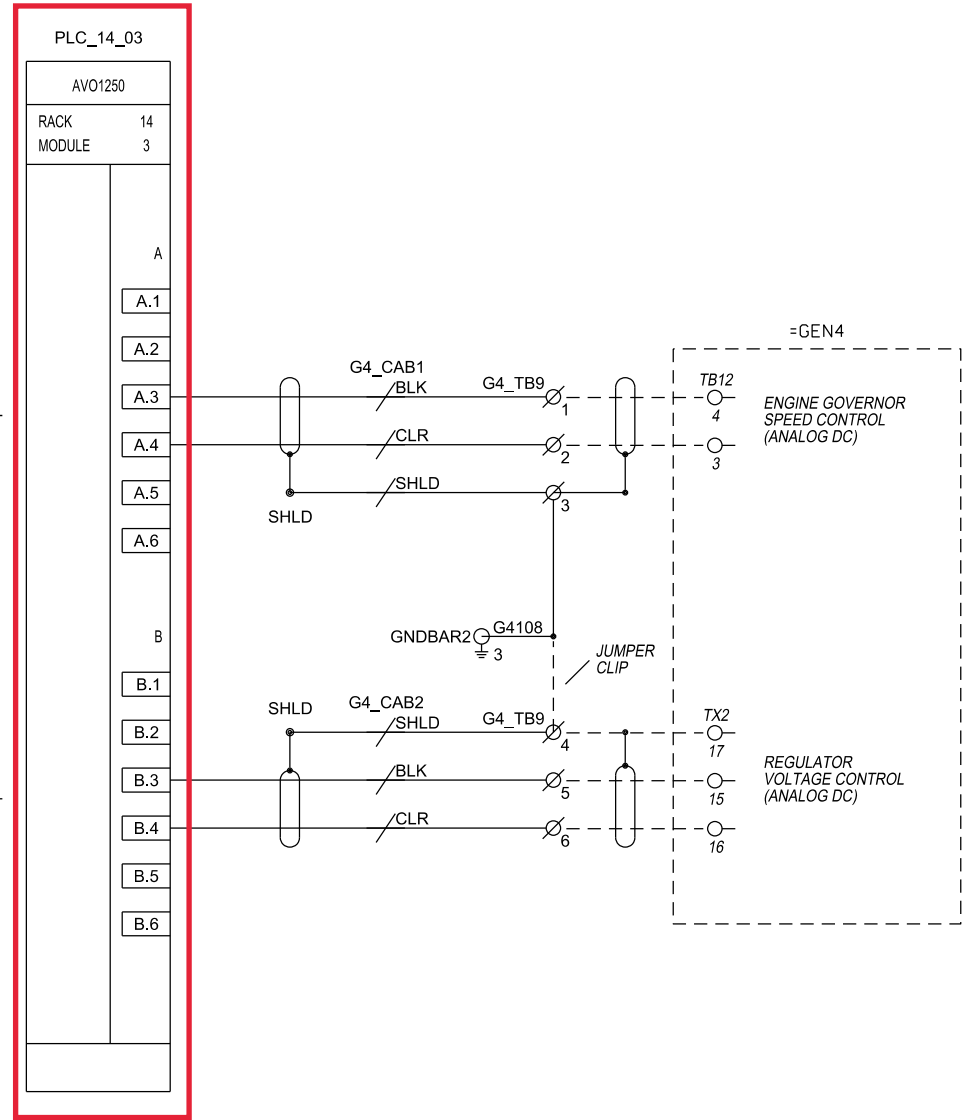 PLC_14_03
AVO1250
RACK 14
MODULE 3
A
A.1
A.2
A.3
A.4
A.5
A.6
B
B.1
B.2
B.3
B.4
B.5
B.6
G4_CAB1
BLK
G4_TB9
1
CLR
2
SHLD
3
SHLD
GNDBAR2
G4108
3
JUMPER
CLIP
SHLD
G4_CAB2
SHLD
G4_TB9
4
BLK
5
CLR
6
=GEN4
TB12
4
3
ENGINE GOVERNOR
SPEED CONTROL
(ANALOG DC)
TX2
17
15
16
REGULATOR
VOLTAGE CONTROL
(ANALOG DC)